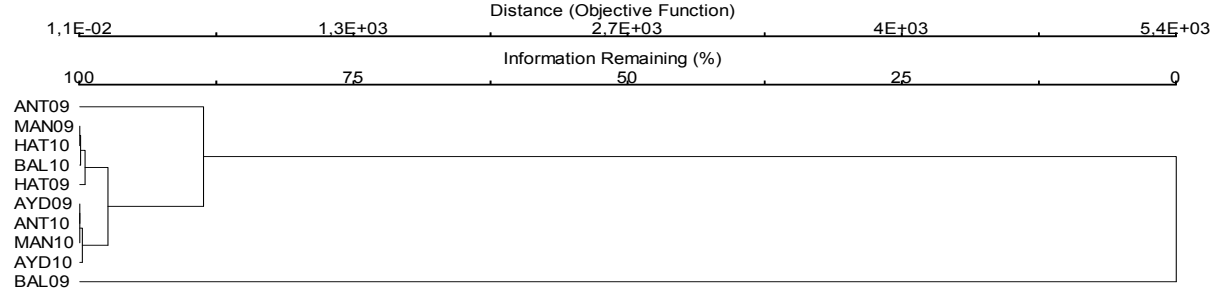 Distance (Objective Function)
1,1E-02 1,3E+03 2,7E+03 4E+03 5,4E+03
Information Remaining (%)
100 75 50 25 0
ANT09
MAN09
HAT10
BAL10
HAT09
AYD09
ANT10
MAN10
AYD10
BAL09